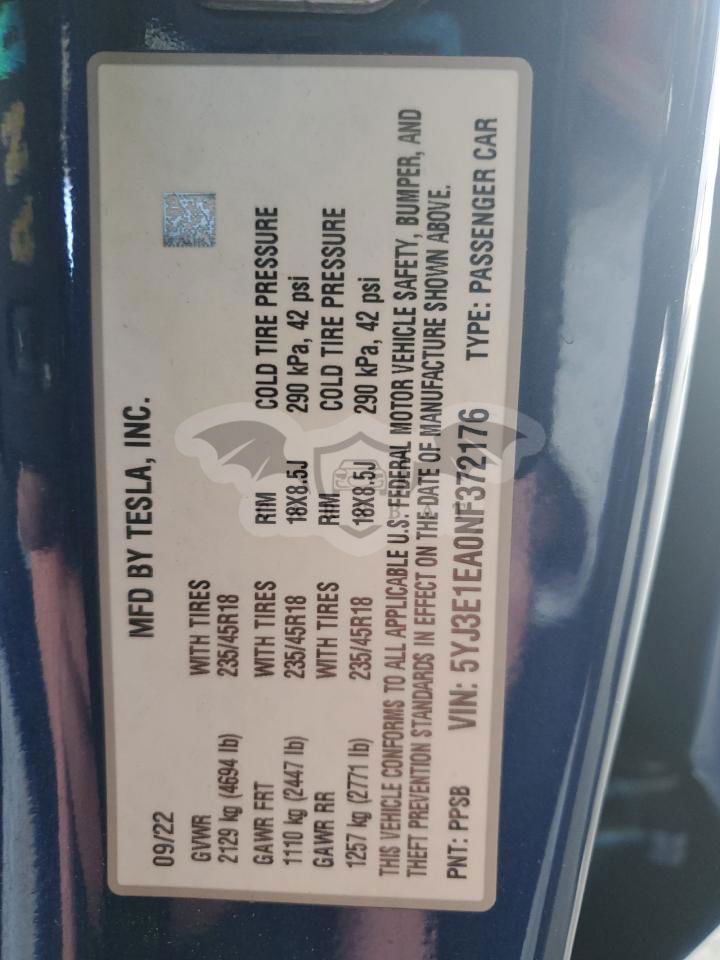 MFD BY TESLA, INC.
09/22
GVWR WITH TIRES
2129 kg (4694 lb) 235/45R18
GAWR FRT WITH TIRES RIM COLD TIRE PRESSURE
1110 kg (2447 lb) 235/45R18 18X8.5J 290 kPa, 42 psi
GAWR RR WITH TIRES RIM COLD TIRE PRESSURE
1257 kg (2771 lb) 235/45R18 18X8.5J 290 kPa, 42 psi
THIS VEHICLE CONFORMS TO ALL APPLICABLE U.S. FEDERAL MOTOR VEHICLE SAFETY, BUMPER, AND
THEFT PREVENTION STANDARDS IN EFFECT ON THE DATE OF MANUFACTURE SHOWN ABOVE.
PNT: PPSB VIN: 5YJ3E1EA0NF372176 TYPE: PASSENGER CAR